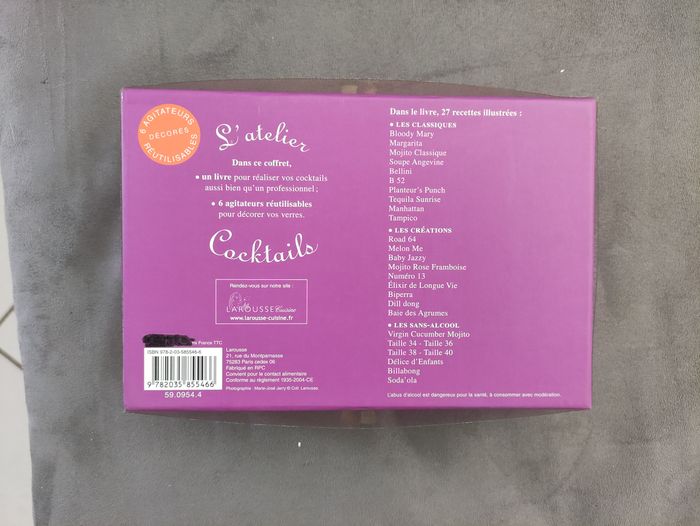 6 AGITATEURS
DÉCORÉS
RÉUTILISABLES
L'atelier
Dans ce coffret,
• un livre pour réaliser vos cocktails
aussi bien qu'un professionnel ;
• 6 agitateurs réutilisables
pour décorer vos verres.
Cocktails
Rendez-vous sur notre site :
LAROUSSE Cuisine
www.larousse-cuisine.fr
France TTC
ISBN 978-2-03-585546-6
9 782035 855466
59.0954.4
Larousse
21, rue du Montparnasse
75283 Paris cedex 06
Fabriqué en RPC
Convient pour le contact alimentaire
Conforme au règlement 1935-2004-CE
Photographie : Marie-José Jarry © Coll. Larousse.
Dans le livre, 27 recettes illustrées :
• LES CLASSIQUES
Bloody Mary
Margarita
Mojito Classique
Soupe Angevine
Bellini
B 52
Planteur's Punch
Tequila Sunrise
Manhattan
Tampico
• LES CRÉATIONS
Road 64
Melon Me
Baby Jazzy
Mojito Rose Framboise
Numéro 13
Élixir de Longue Vie
Biperra
Dill dong
Baie des Agrumes
• LES SANS-ALCOOL
Virgin Cucumber Mojito
Taille 34 - Taille 36
Taille 38 - Taille 40
Délice d'Enfants
Billabong
Soda'ola
L'abus d'alcool est dangereux pour la santé, à consommer avec modération.